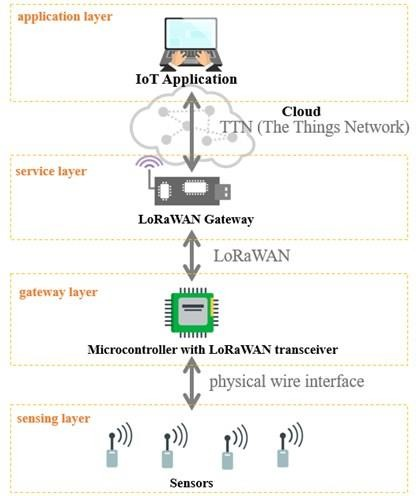 application layer
IoT Application
Cloud
TTN (The Things Network)
service layer
LoRaWAN Gateway
LoRaWAN
gateway layer
Microcontroller with LoRaWAN transceiver
physical wire interface
sensing layer
Sensors